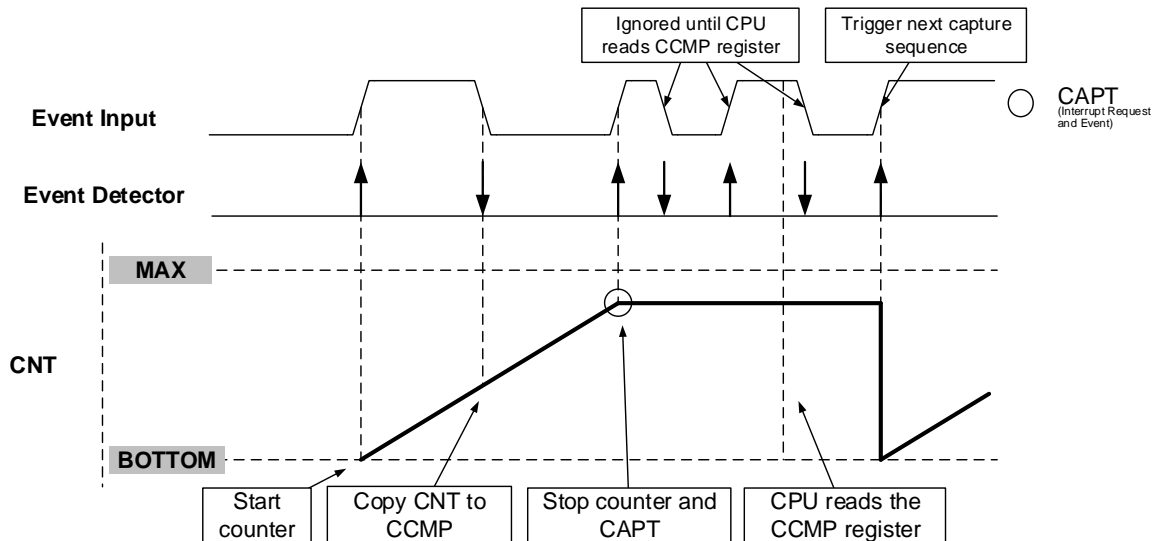 Ignored until CPU
reads CCMP register
Trigger next capture
sequence
Event Input
CAPT
(Interrupt Request
and Event)
Event Detector
MAX
CNT
BOTTOM
Start
counter
Copy CNT to
CCMP
Stop counter and
CAPT
CPU reads the
CCMP register